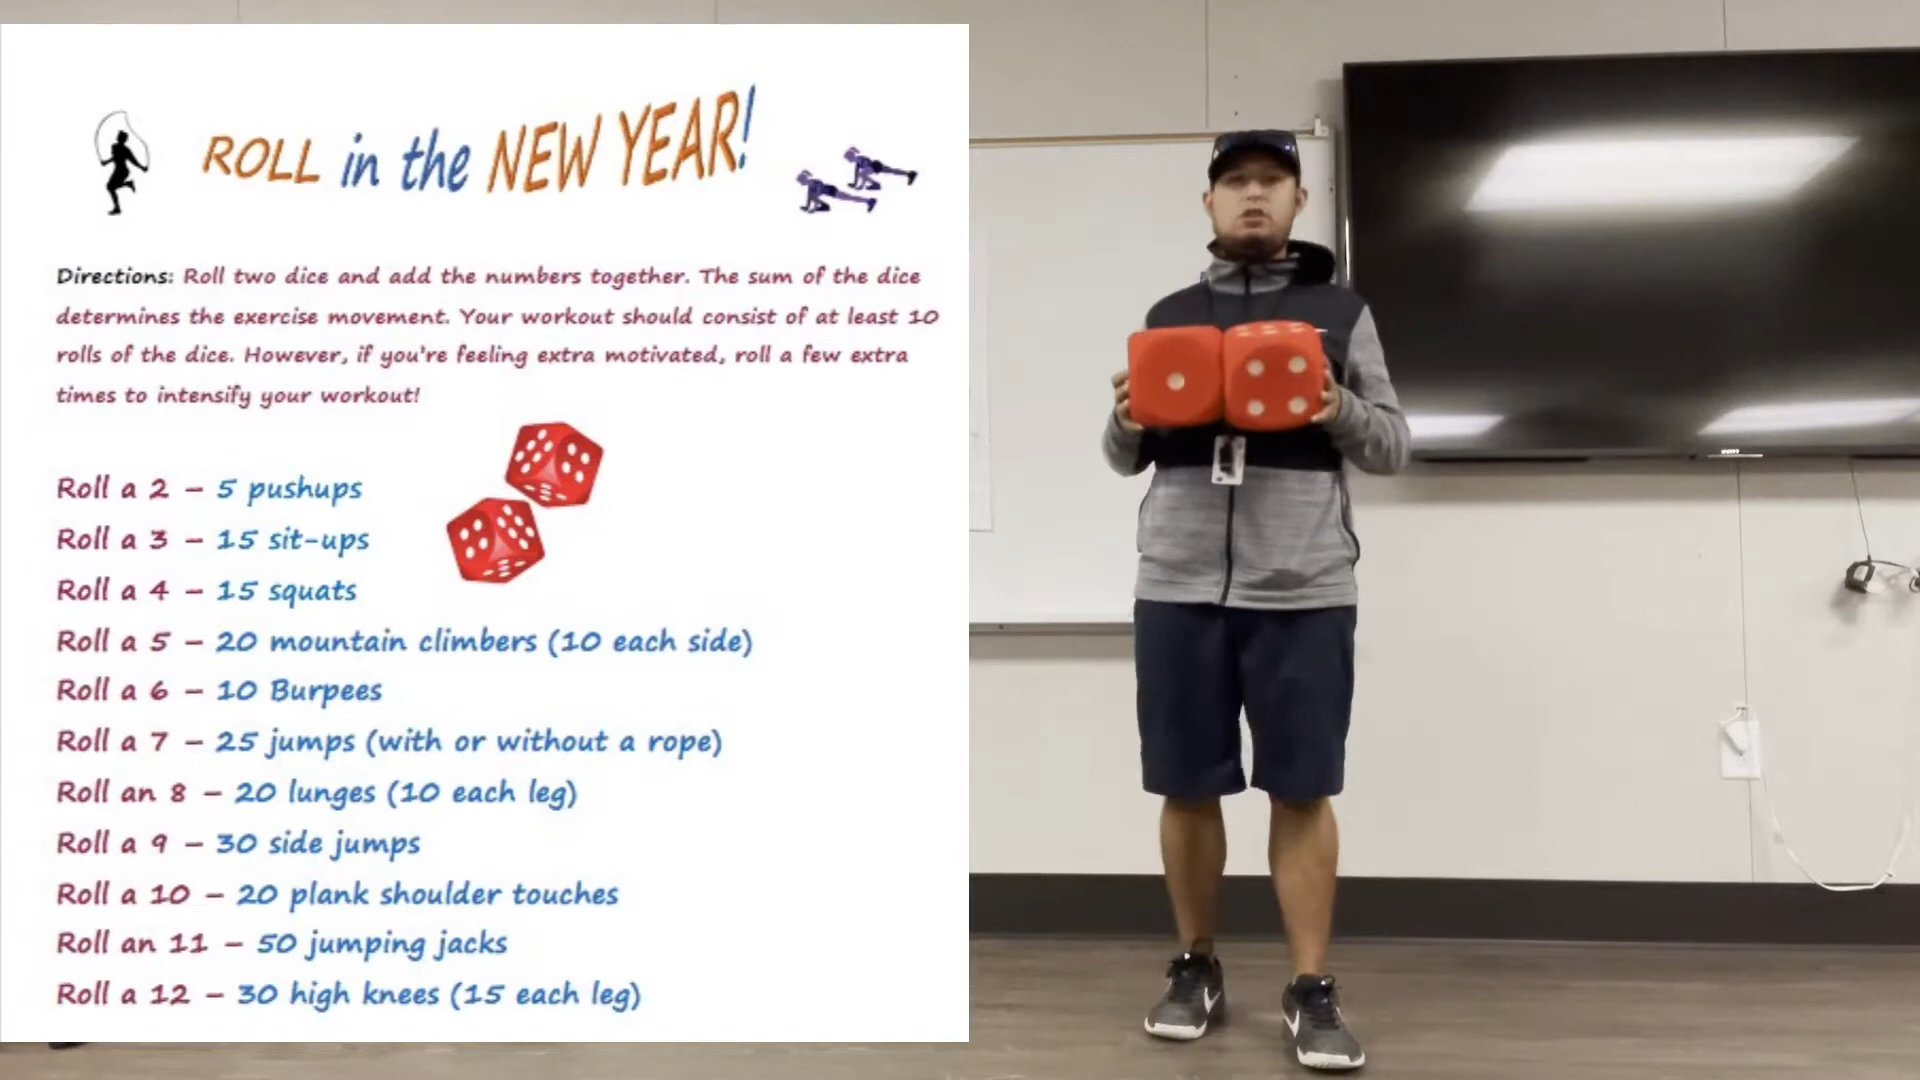 ROLL in the NEW YEAR!
Directions: Roll two dice and add the numbers together. The sum of the dice
determines the exercise movement. Your workout should consist of at least 10
rolls of the dice. However, if you're feeling extra motivated, roll a few extra
times to intensify your workout!
Roll a 2 – 5 pushups
Roll a 3 – 15 sit-ups
Roll a 4 – 15 squats
Roll a 5 – 20 mountain climbers (10 each side)
Roll a 6 – 10 Burpees
Roll a 7 – 25 jumps (with or without a rope)
Roll an 8 – 20 lunges (10 each leg)
Roll a 9 – 30 side jumps
Roll a 10 – 20 plank shoulder touches
Roll an 11 – 50 jumping jacks
Roll a 12 – 30 high knees (15 each leg)